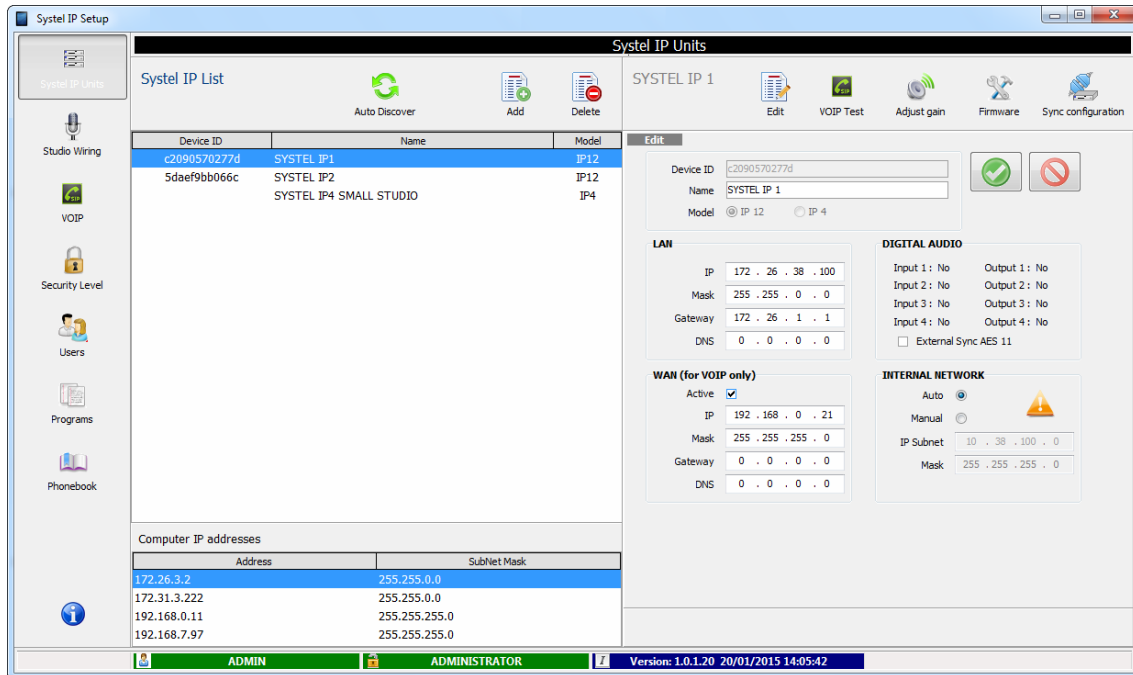 Systel IP Setup
Systel IP Units
Systel IP Units
Studio Wiring
SIP
VOIP
Security Level
Users
Programs
Phonebook
Systel IP List
Auto Discover
Add
Delete
Device ID Name Model
c2090570277d SYSTEL IP1 IP12
5daef9bb066c SYSTEL IP2 IP12
SYSTEL IP4 SMALL STUDIO IP4
Computer IP addresses
Address SubNet Mask
172.26.3.2 255.255.0.0
172.31.3.222 255.255.0.0
192.168.0.11 255.255.255.0
192.168.7.97 255.255.255.0
SYSTEL IP 1
Edit
SIP
VOIP Test
Adjust gain
Firmware
Sync configuration
Edit
Device ID c2090570277d
Name SYSTEL IP 1
Model IP 12 IP 4
LAN
IP 172 . 26 . 38 . 100
Mask 255 . 255 . 0 . 0
Gateway 172 . 26 . 1 . 1
DNS 0 . 0 . 0 . 0
DIGITAL AUDIO
Input 1 : No Output 1 : No
Input 2 : No Output 2 : No
Input 3 : No Output 3 : No
Input 4 : No Output 4 : No
External Sync AES 11
WAN (for VOIP only)
Active
IP 192 . 168 . 0 . 21
Mask 255 . 255 . 255 . 0
Gateway 0 . 0 . 0 . 0
DNS 0 . 0 . 0 . 0
INTERNAL NETWORK
Auto
Manual
IP Subnet 10 . 38 . 100 . 0
Mask 255 . 255 . 255 . 0
ADMIN ADMINISTRATOR I Version: 1.0.1.20 20/01/2015 14:05:42